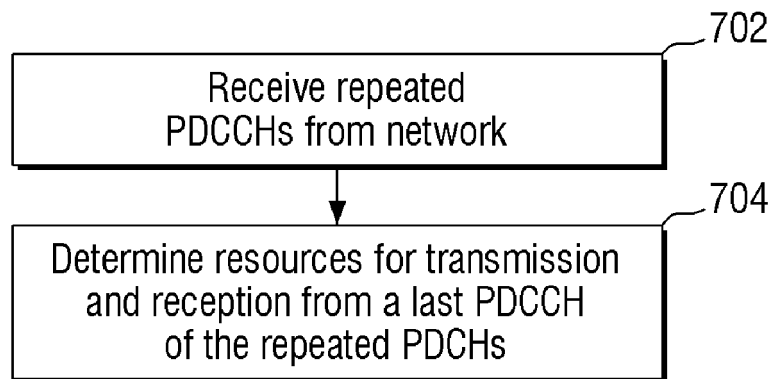 702
Receive repeated
PDCCHs from network
704
Determine resources for transmission
and reception from a last PDCCH
of the repeated PDCHs